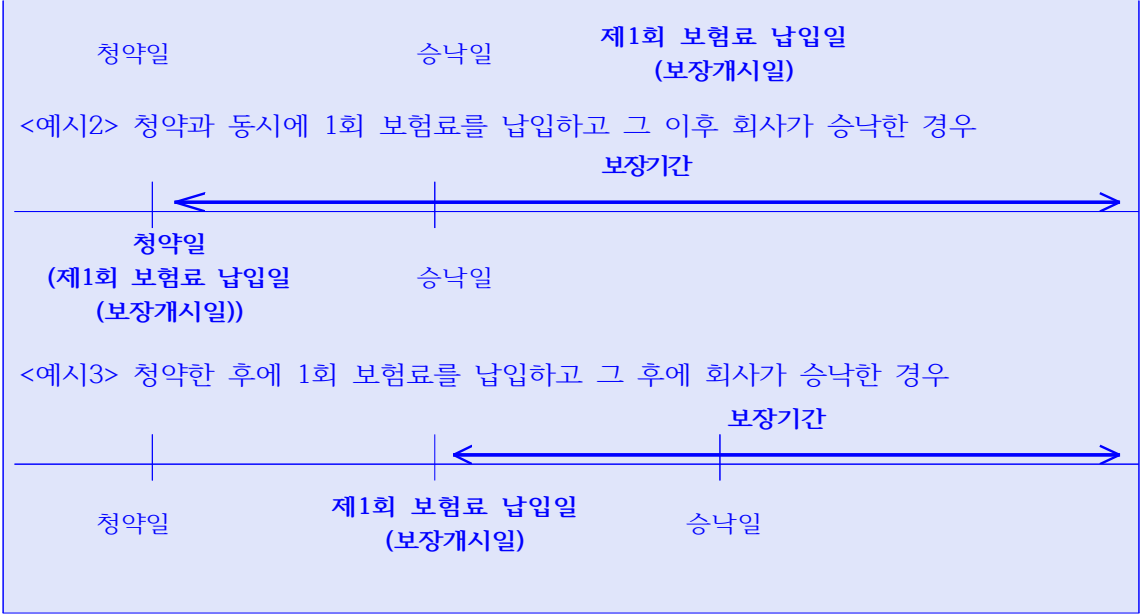 청약일 승낙일 제1회 보험료 납입일
(보장개시일)
<예시2> 청약과 동시에 1회 보험료를 납입하고 그 이후 회사가 승낙한 경우
보장기간
청약일
(제1회 보험료 납입일 승낙일
(보장개시일))
<예시3> 청약한 후에 1회 보험료를 납입하고 그 후에 회사가 승낙한 경우
보장기간
청약일 제1회 보험료 납입일 승낙일
(보장개시일)